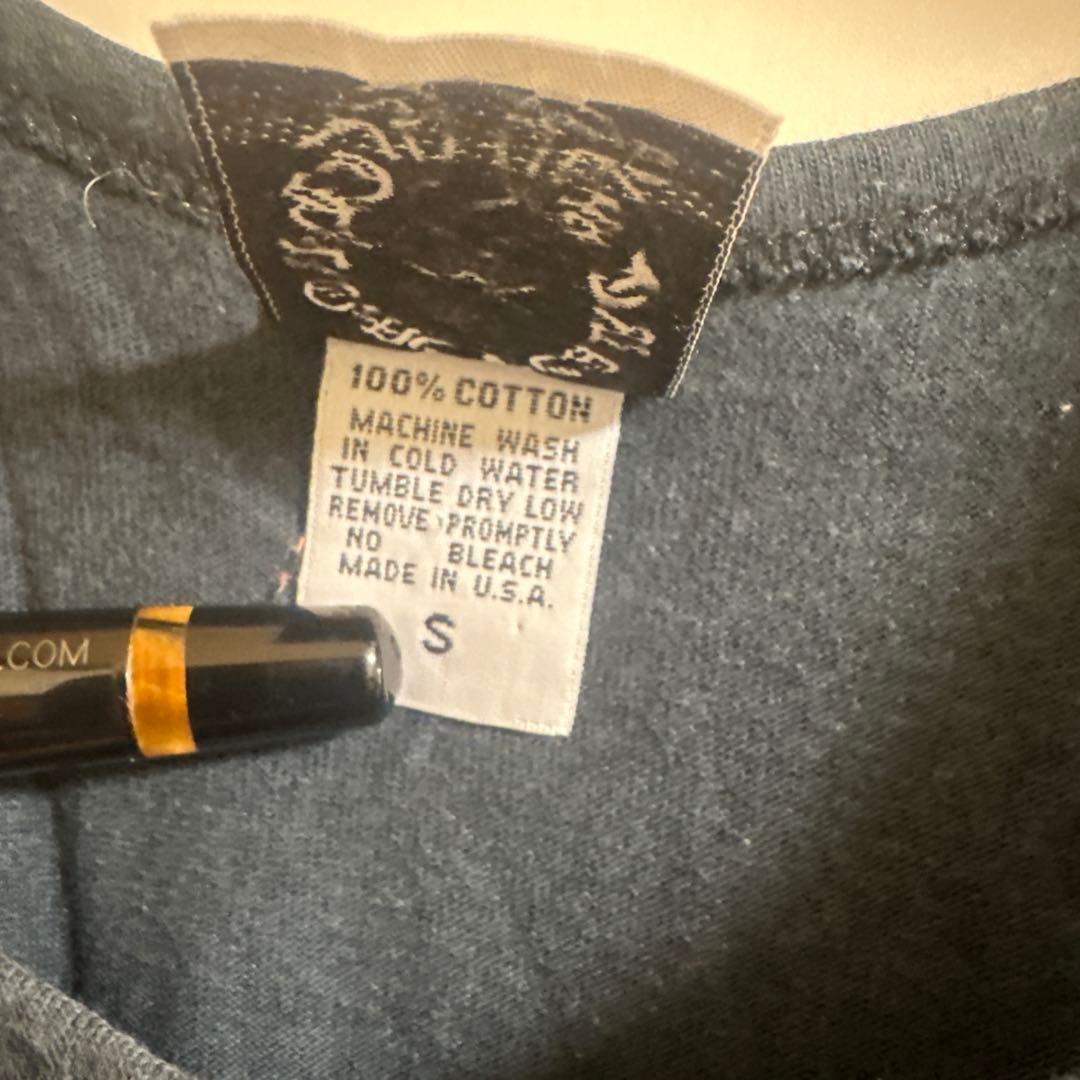 100% COTTON
MACHINE WASH
IN COLD WATER
TUMBLE DRY LOW
REMOVE PROMPTLY
NO BLEACH
MADE IN U.S.A.
S
.COM